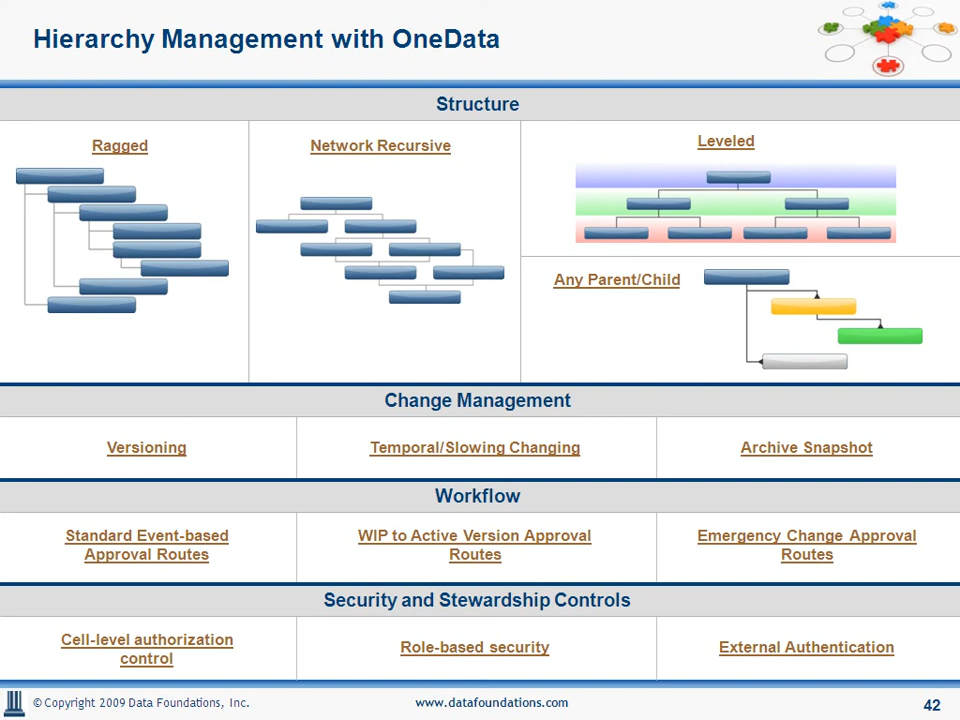 Hierarchy Management with OneData
Structure
Ragged
Network Recursive
Leveled
Any Parent/Child
Change Management
Versioning
Temporal/Slowing Changing
Archive Snapshot
Workflow
Standard Event-based
Approval Routes
WIP to Active Version Approval
Routes
Emergency Change Approval
Routes
Security and Stewardship Controls
Cell-level authorization
control
Role-based security
External Authentication
© Copyright 2009 Data Foundations, Inc.
www.datafoundations.com
42